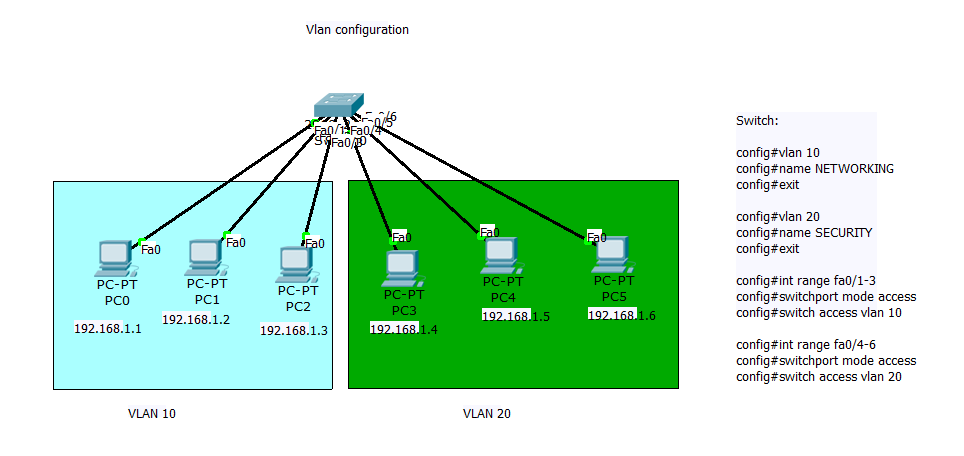 Vlan configuration
Fa0/6
Fa0/5
Fa0/1
Fa0/4
Fa0/3
Fa0
Fa0
Fa0
Fa0
Fa0
Fa0
PC-PT
PC0
192.168.1.1
PC-PT
PC1
192.168.1.2
PC-PT
PC2
192.168.1.3
PC-PT
PC3
192.168.1.4
PC-PT
PC4
192.168.1.5
PC-PT
PC5
192.168.1.6
VLAN 10
VLAN 20
Switch:
config#vlan 10
config#name NETWORKING
config#exit
config#vlan 20
config#name SECURITY
config#exit
config#int range fa0/1-3
config#switchport mode access
config#switch access vlan 10
config#int range fa0/4-6
config#switchport mode access
config#switch access vlan 20